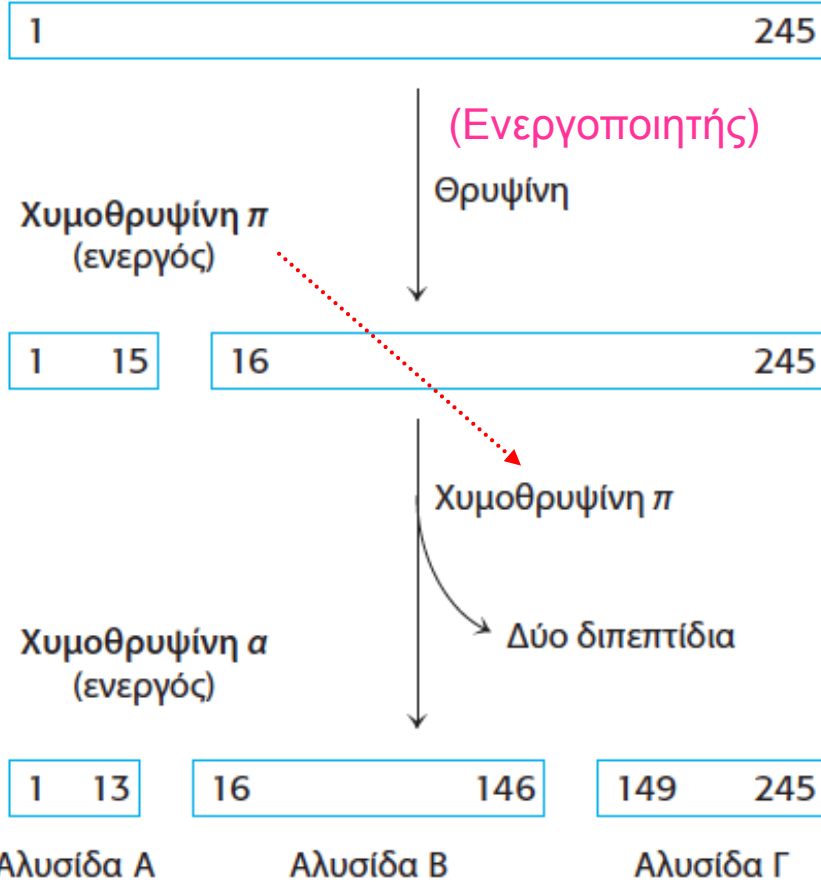 1 245
(Ενεργοποιητής)
Θρυψίνη
Χυμοθρυψίνη π
(ενεργός)
1 15 16 245
Χυμοθρυψίνη π
Δύο διπεπτίδια
Χυμοθρυψίνη α
(ενεργός)
1 13 16 146 149 245
Αλυσίδα Α Αλυσίδα Β Αλυσίδα Γ